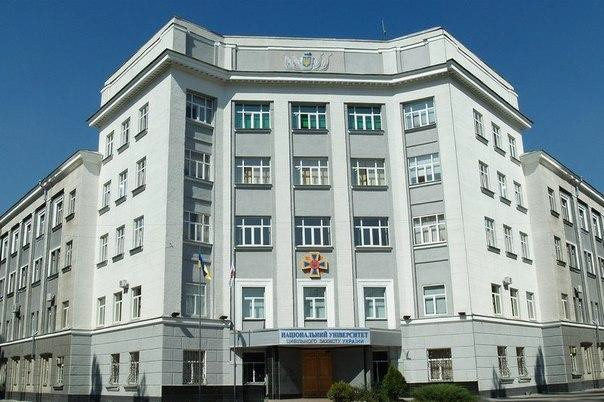 НАЦІОНАЛЬНИЙ УНІВЕРСИТЕТ
ЦИВІЛЬНОГО ЗАХИСТУ УКРАЇНИ